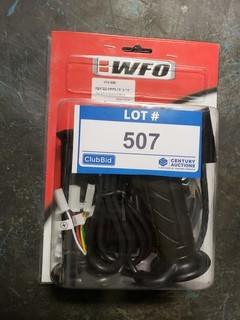 WFO
LOT #
507
ClubBid
CENTURY
AUCTIONS